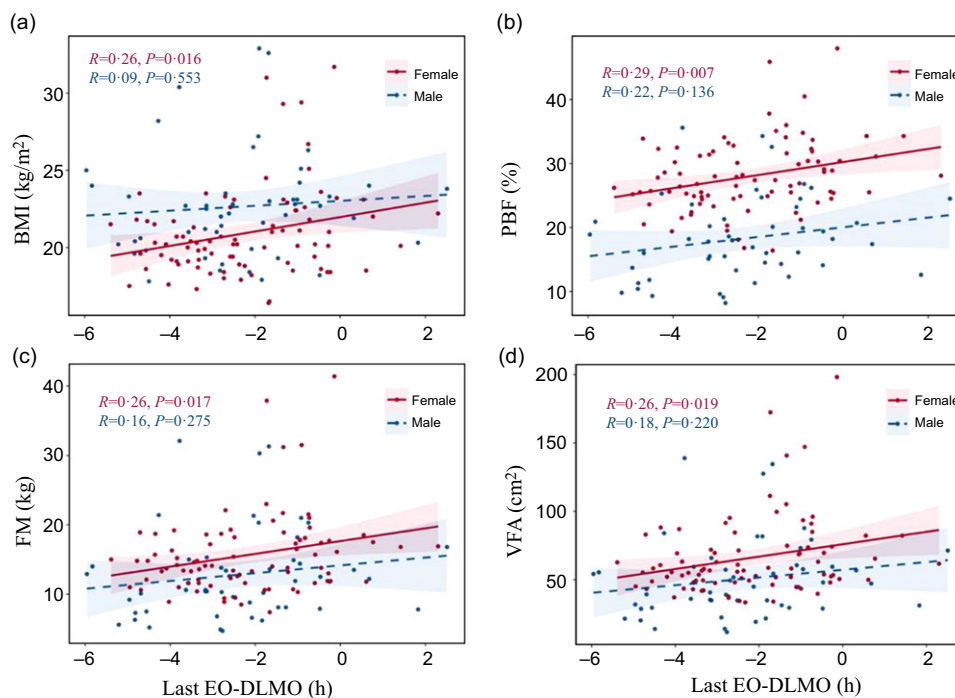 (a)
R=0·26, P=0·016
R=0·09, P=0·553
Female
Male
30
25
20
BMI (kg/m²)
–6 –4 –2 0 2
(b)
R=0·29, P=0·007
R=0·22, P=0·136
Female
Male
40
30
20
10
PBF (%)
–6 –4 –2 0 2
(c)
R=0·26, P=0·017
R=0·16, P=0·275
Female
Male
40
30
20
10
FM (kg)
–6 –4 –2 0 2
Last EO-DLMO (h)
(d)
R=0·26, P=0·019
R=0·18, P=0·220
Female
Male
200
150
100
50
0
VFA (cm²)
–6 –4 –2 0 2
Last EO-DLMO (h)